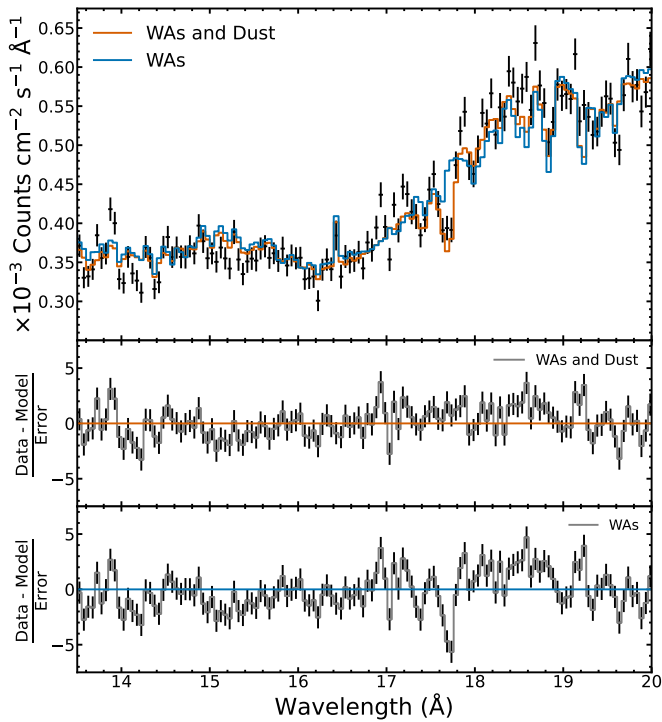 WAs and Dust
WAs
×10⁻³ Counts cm⁻² s⁻¹ Å⁻¹
0.65
0.60
0.55
0.50
0.45
0.40
0.35
0.30
WAs and Dust
Data - Model
Error
5
0
−5
WAs
Data - Model
Error
5
0
−5
14 15 16 17 18 19 20
Wavelength (Å)